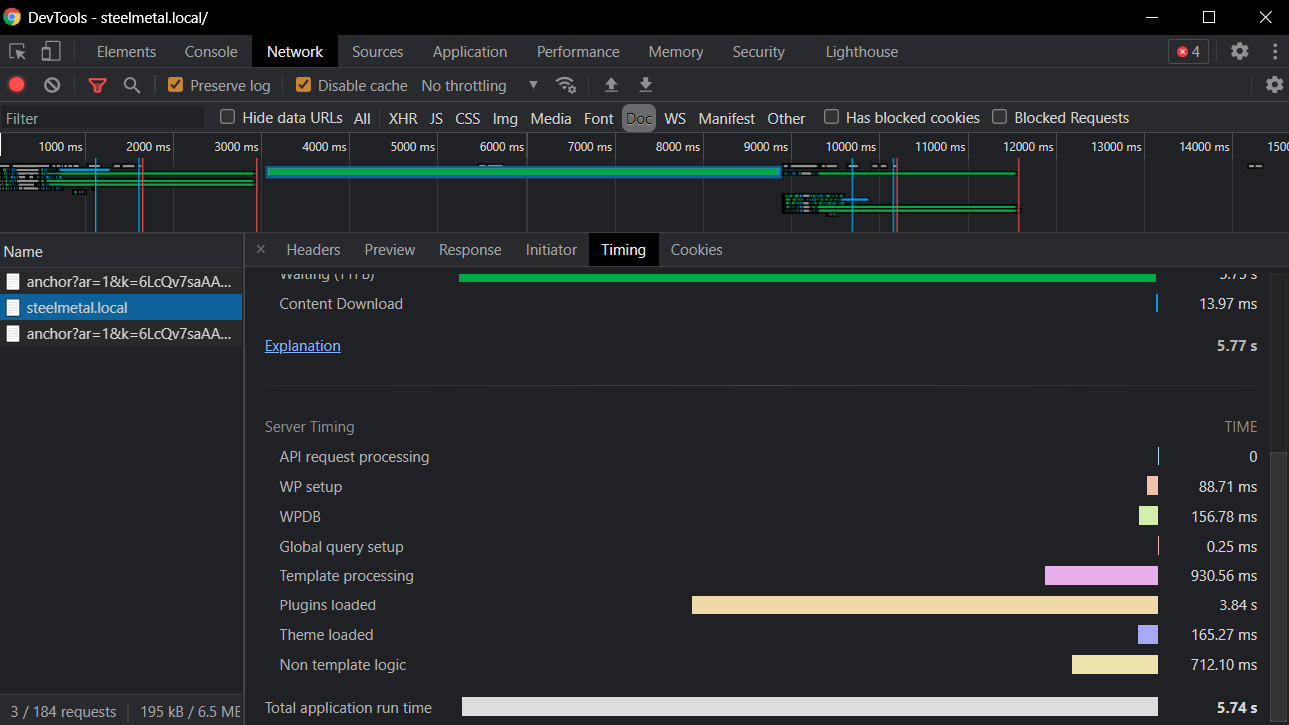 DevTools - steelmetal.local/
Elements Console Network Sources Application Performance Memory Security Lighthouse 4
Preserve log Disable cache No throttling
Filter Hide data URLs All XHR JS CSS Img Media Font Doc WS Manifest Other Has blocked cookies Blocked Requests
1000 ms 2000 ms 3000 ms 4000 ms 5000 ms 6000 ms 7000 ms 8000 ms 9000 ms 10000 ms 11000 ms 12000 ms 13000 ms 14000 ms 1500
Name
Headers Preview Response Initiator Timing Cookies
anchor?ar=1&k=6LcQv7saAA...
steelmetal.local
anchor?ar=1&k=6LcQv7saAA...
Waiting (TTFB) 5.75 s
Content Download 13.97 ms
Explanation 5.77 s
Server Timing TIME
API request processing 0
WP setup 88.71 ms
WPDB 156.78 ms
Global query setup 0.25 ms
Template processing 930.56 ms
Plugins loaded 3.84 s
Theme loaded 165.27 ms
Non template logic 712.10 ms
Total application run time 5.74 s
3 / 184 requests 195 kB / 6.5 ME